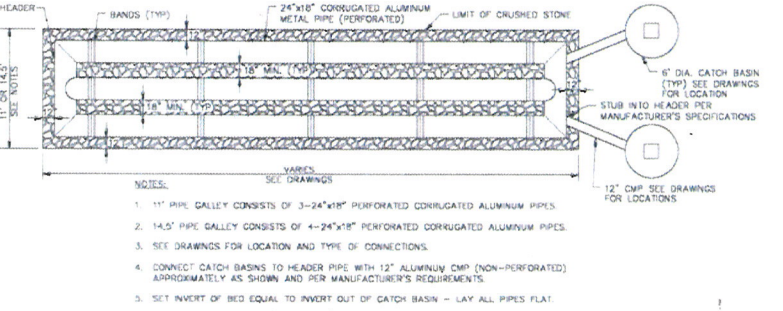 HEADER
BANDS (TYP)
24"x18" CORRUGATED ALUMINUM
METAL PIPE (PERFORATED)
LIMIT OF CRUSHED STONE
12"
18" MIN. (TYP)
18" MIN. (TYP)
11' OR 14.5'
SEE NOTES
12"
6' DIA. CATCH BASIN
(TYP) SEE DRAWINGS
FOR LOCATION
STUB INTO HEADER PER
MANUFACTURER'S SPECIFICATIONS
VARIES
SEE DRAWINGS
12" CMP SEE DRAWINGS
FOR LOCATIONS
NOTES:
1. 11' PIPE GALLEY CONSISTS OF 3-24"x18" PERFORATED CORRUGATED ALUMINUM PIPES.
2. 14.5' PIPE GALLEY CONSISTS OF 4-24"x18" PERFORATED CORRUGATED ALUMINUM PIPES.
3. SEE DRAWINGS FOR LOCATION AND TYPE OF CONNECTIONS.
4. CONNECT CATCH BASINS TO HEADER PIPE WITH 12" ALUMINUM CMP (NON-PERFORATED)
APPROXIMATELY AS SHOWN AND PER MANUFACTURER'S REQUIREMENTS.
5. SET INVERT OF BED EQUAL TO INVERT OUT OF CATCH BASIN - LAY ALL PIPES FLAT.